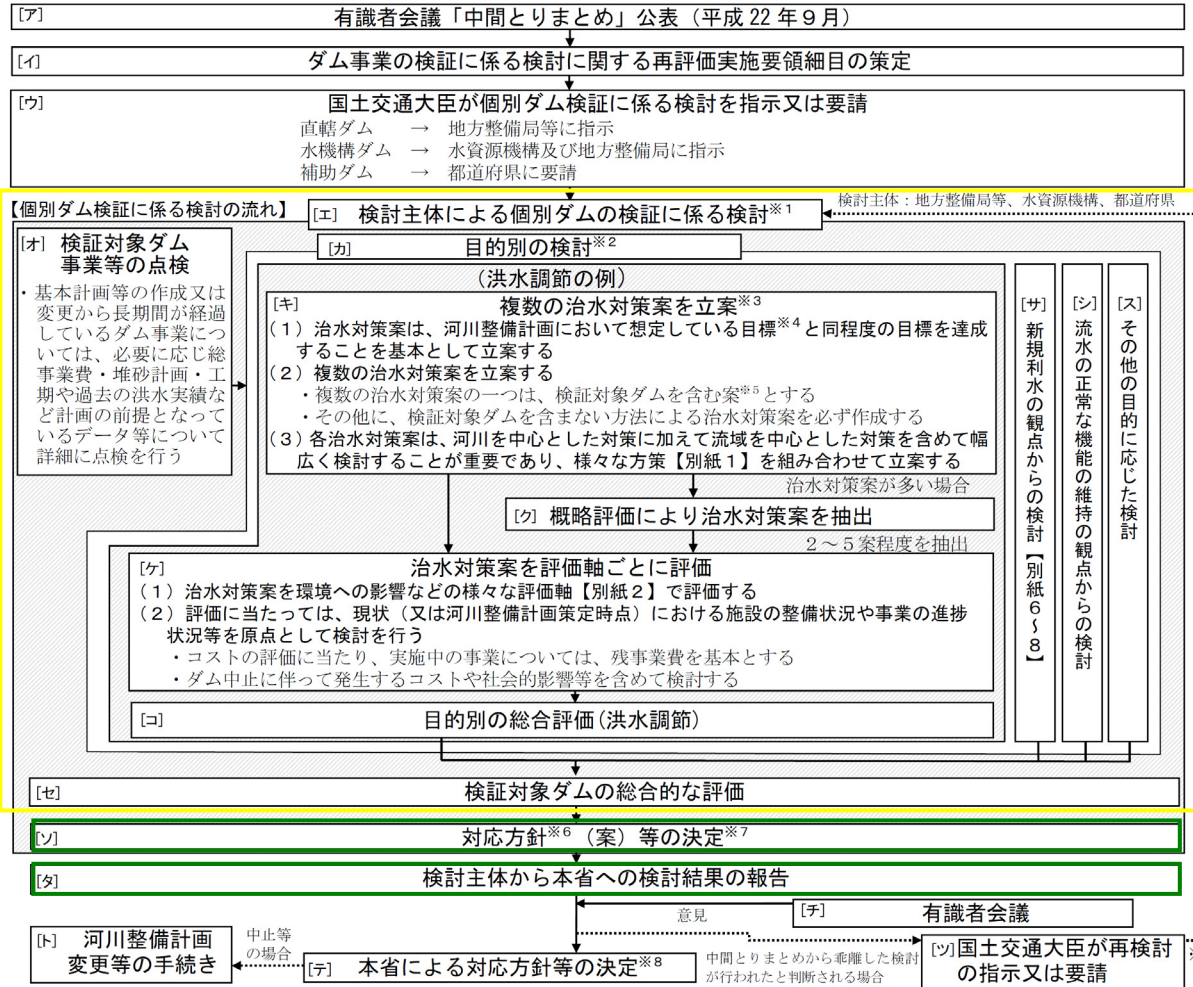 [ア] 有識者会議「中間とりまとめ」公表（平成22年９月）
[イ] ダム事業の検証に係る検討に関する再評価実施要領細目の策定
[ウ] 国土交通大臣が個別ダム検証に係る検討を指示又は要請
直轄ダム → 地方整備局等に指示
水機構ダム → 水資源機構及び地方整備局に指示
補助ダム → 都道府県に要請
【個別ダム検証に係る検討の流れ】
[エ] 検討主体による個別ダムの検証に係る検討※1
検討主体：地方整備局等、水資源機構、都道府県
[オ] 検証対象ダム
事業等の点検
・基本計画等の作成又は
変更から長期間が経過
しているダム事業につ
いては、必要に応じ総
事業費・堆砂計画・工
期や過去の洪水実績な
ど計画の前提となって
いるデータ等について
詳細に点検を行う
[カ] 目的別の検討※2
(洪水調節の例)
[キ] 複数の治水対策案を立案※3
(１) 治水対策案は、河川整備計画において想定している目標※4と同程度の目標を達成
することを基本として立案する
(２) 複数の治水対策案を立案する
・複数の治水対策案の一つは、検証対象ダムを含む案※5とする
・その他に、検証対象ダムを含まない方法による治水対策案を必ず作成する
(３) 各治水対策案は、河川を中心とした対策に加えて流域を中心とした対策を含めて幅
広く検討することが重要であり、様々な方策【別紙１】を組み合わせて立案する
治水対策案が多い場合
[ク] 概略評価により治水対策案を抽出
２～５案程度を抽出
[ケ] 治水対策案を評価軸ごとに評価
(１) 治水対策案を環境への影響などの様々な評価軸【別紙２】で評価する
(２) 評価に当たっては、現状（又は河川整備計画策定時点）における施設の整備状況や事業の進捗
状況等を原点として検討を行う
・コストの評価に当たり、実施中の事業については、残事業費を基本とする
・ダム中止に伴って発生するコストや社会的影響等を含めて検討する
[コ] 目的別の総合評価(洪水調節)
[サ] 新規利水の観点からの検討【別紙６～８】
[シ] 流水の正常な機能の維持の観点からの検討
[ス] その他の目的に応じた検討
[セ] 検証対象ダムの総合的な評価
[ソ] 対応方針※6（案）等の決定※7
[タ] 検討主体から本省への検討結果の報告
意見
[チ] 有識者会議
[ト] 河川整備計画
変更等の手続き
中止等
の場合
[テ] 本省による対応方針等の決定※8
中間とりまとめから乖離した検討
が行われたと判断される場合
[ツ] 国土交通大臣が再検討
の指示又は要請